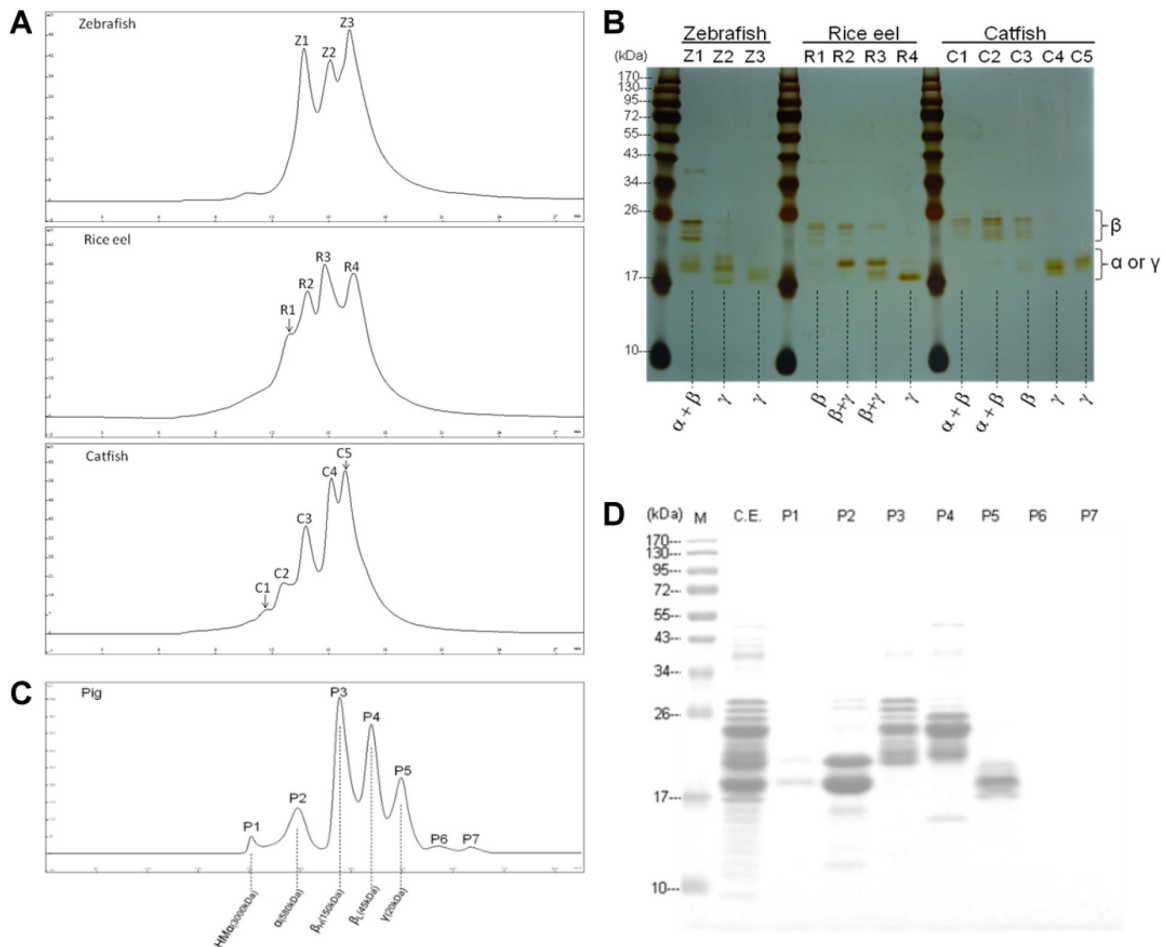 A
Zebrafish
Z1
Z2
Z3
Rice eel
R1
R2
R3
R4
Catfish
C1
C2
C3
C4
C5
B
Zebrafish Rice eel Catfish
(kDa) Z1 Z2 Z3 R1 R2 R3 R4 C1 C2 C3 C4 C5
170--
130--
95--
72--
55--
43--
34--
26--
17--
10--
β
α or γ
α + β γ γ β β+γ β+γ γ α + β α + β β γ γ
C
Pig
P1
P2
P3
P4
P5
P6
P7
HMα(3000kDa)
α(580kDa)
βH(150kDa)
βL(45kDa)
γ(20kDa)
D
(kDa) M C.E. P1 P2 P3 P4 P5 P6 P7
170---
130---
95---
72---
55---
43---
34---
26---
17---
10---